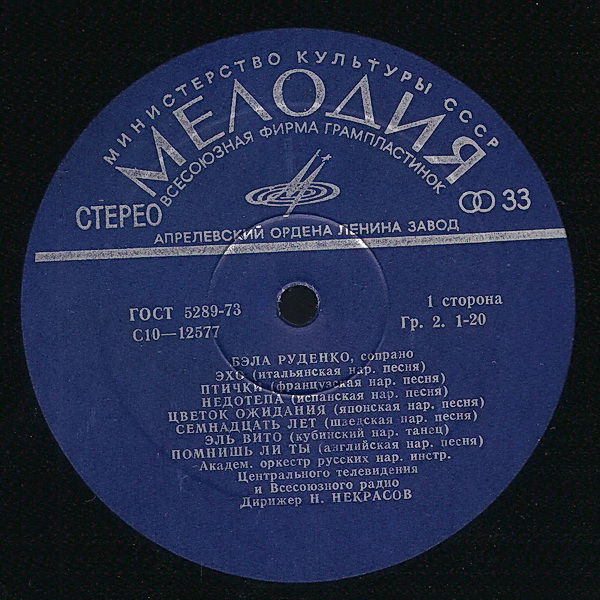 МИНИСТЕРСТВО КУЛЬТУРЫ СССР
МЕЛОДИЯ
ВСЕСОЮЗНАЯ ФИРМА ГРАМПЛАСТИНОК
СТЕРЕО
33
АПРЕЛЕВСКИЙ ОРДЕНА ЛЕНИНА ЗАВОД
ГОСТ 5289-73
1 сторона
С10—12577
Гр. 2. 1-20
БЭЛА РУДЕНКО, сопрано
ЭХО (итальянская нар. песня)
ПТИЧКИ (французская нар. песня)
НЕДОТЕПА (испанская нар. песня)
ЦВЕТОК ОЖИДАНИЯ (японская нар. песня)
СЕМНАДЦАТЬ ЛЕТ (шведская нар. песня)
ЭЛЬ ВИТО (кубинский нар. танец)
ПОМНИШЬ ЛИ ТЫ (английская нар. песня)
Академ. оркестр русских нар. инстр.
Центрального телевидения
и Всесоюзного радио
Дирижер Н. НЕКРАСОВ